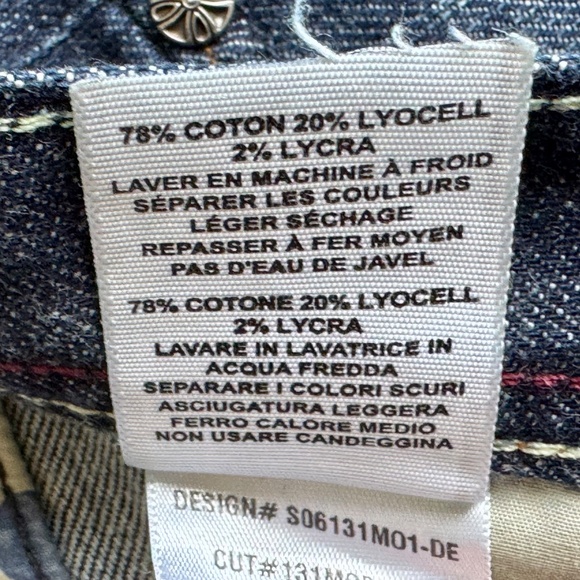 78% COTON 20% LYOCELL
2% LYCRA
LAVER EN MACHINE À FROID
SÉPARER LES COULEURS
LÉGER SÉCHAGE
REPASSER À FER MOYEN
PAS D'EAU DE JAVEL
78% COTONE 20% LYOCELL
2% LYCRA
LAVARE IN LAVATRICE IN
ACQUA FREDDA
SEPARARE I COLORI SCURI
ASCIUGATURA LEGGERA
FERRO CALORE MEDIO
NON USARE CANDEGGINA
DESIGN# S06131MO1-DE
CUT#